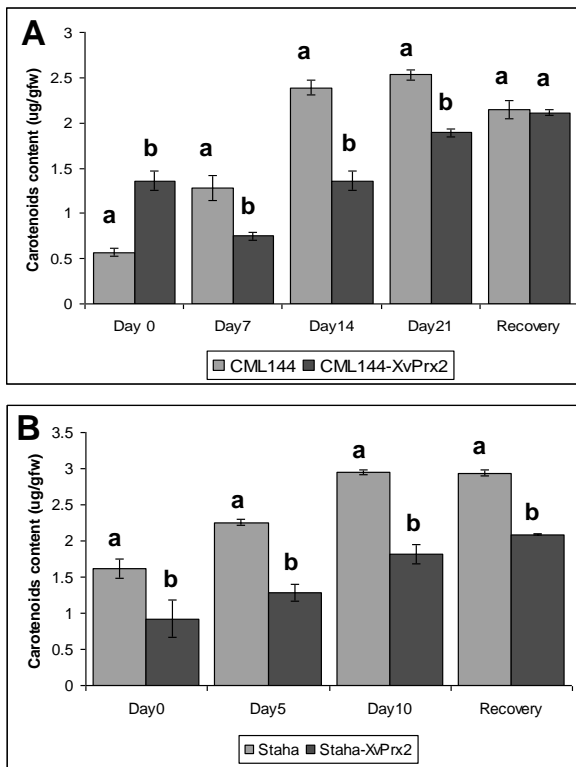 A
Carotenoids content (ug/gfw)
3
2.5
2
1.5
1
0.5
0
a
b
a
b
a
b
a
b
a
a
Day 0
Day7
Day14
Day21
Recovery
CML144
CML144-XvPrx2
B
Carotenoids content (ug/gfw)
3.5
3
2.5
2
1.5
1
0.5
0
a
b
a
b
a
b
a
b
Day0
Day5
Day10
Recovery
Staha
Staha-XvPrx2